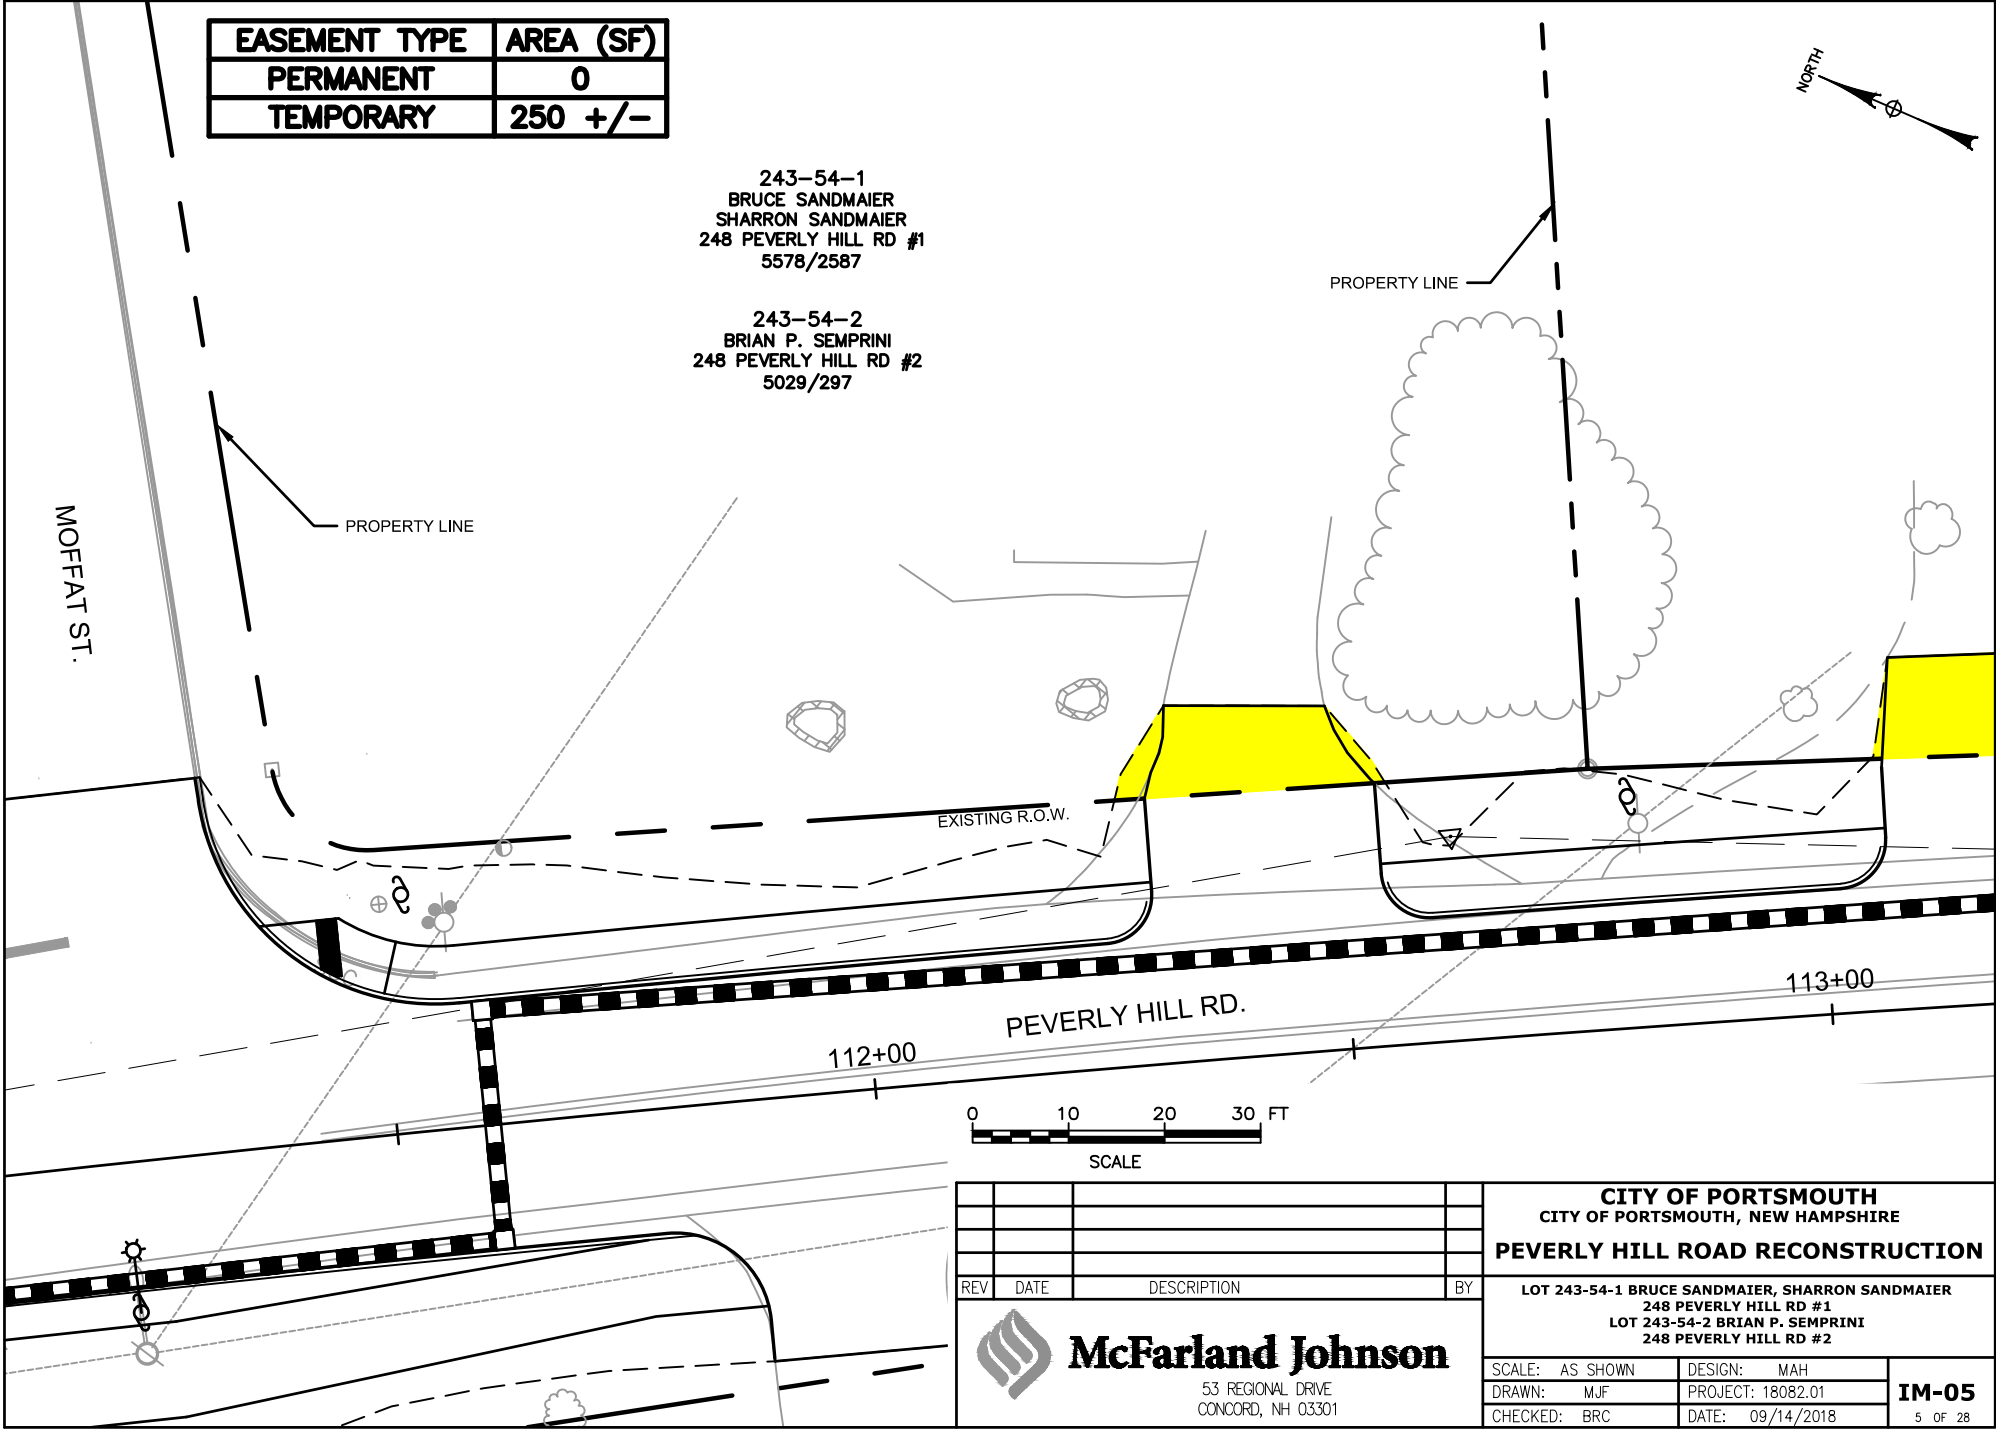 EASEMENT TYPE AREA (SF)
PERMANENT 0
TEMPORARY 250 +/-
NORTH
243-54-1
BRUCE SANDMAIER
SHARRON SANDMAIER
248 PEVERLY HILL RD #1
5578/2587
243-54-2
BRIAN P. SEMPRINI
248 PEVERLY HILL RD #2
5029/297
PROPERTY LINE
PROPERTY LINE
MOFFAT ST.
EXISTING R.O.W.
PEVERLY HILL RD.
112+00
113+00
0 10 20 30 FT
SCALE
REV DATE DESCRIPTION BY
McFarland Johnson
53 REGIONAL DRIVE
CONCORD, NH 03301
CITY OF PORTSMOUTH
CITY OF PORTSMOUTH, NEW HAMPSHIRE
PEVERLY HILL ROAD RECONSTRUCTION
LOT 243-54-1 BRUCE SANDMAIER, SHARRON SANDMAIER
248 PEVERLY HILL RD #1
LOT 243-54-2 BRIAN P. SEMPRINI
248 PEVERLY HILL RD #2
SCALE: AS SHOWN DESIGN: MAH
DRAWN: MJF PROJECT: 18082.01
CHECKED: BRC DATE: 09/14/2018
IM-05
5 OF 28